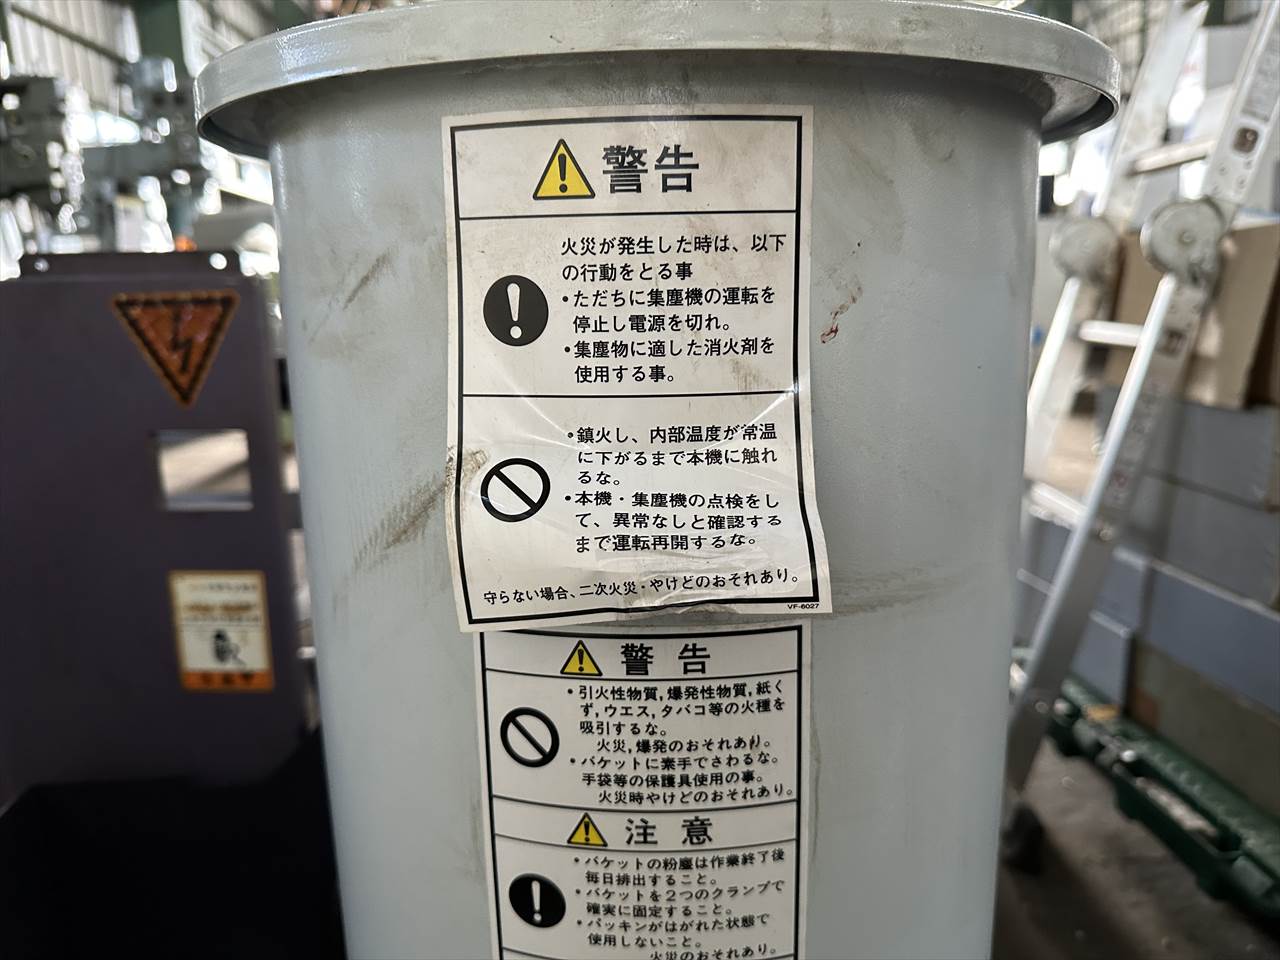 警告
火災が発生した時は、以下
の行動をとる事
・ただちに集塵機の運転を
停止し電源を切れ。
・集塵物に適した消火剤を
使用する事。
・鎮火し、内部温度が常温
に下がるまで本機に触れ
るな。
・本機・集塵機の点検をし
て、異常なしと確認する
まで運転再開するな。
守らない場合、二次火災・やけどのおそれあり。
VF-6027
警告
・引火性物質,爆発性物質,紙く
ず,ウエス,タバコ等の火種を
吸引するな。
火災,爆発のおそれあり。
・バケットに素手でさわるな。
手袋等の保護具使用の事。
火災時やけどのおそれあり。
注意
・バケットの粉塵は作業終了後
毎日排出すること。
・バケットを2つのクランプで
確実に固定すること。
・パッキンがはがれた状態で
使用しないこと。
火災のおそれあり。